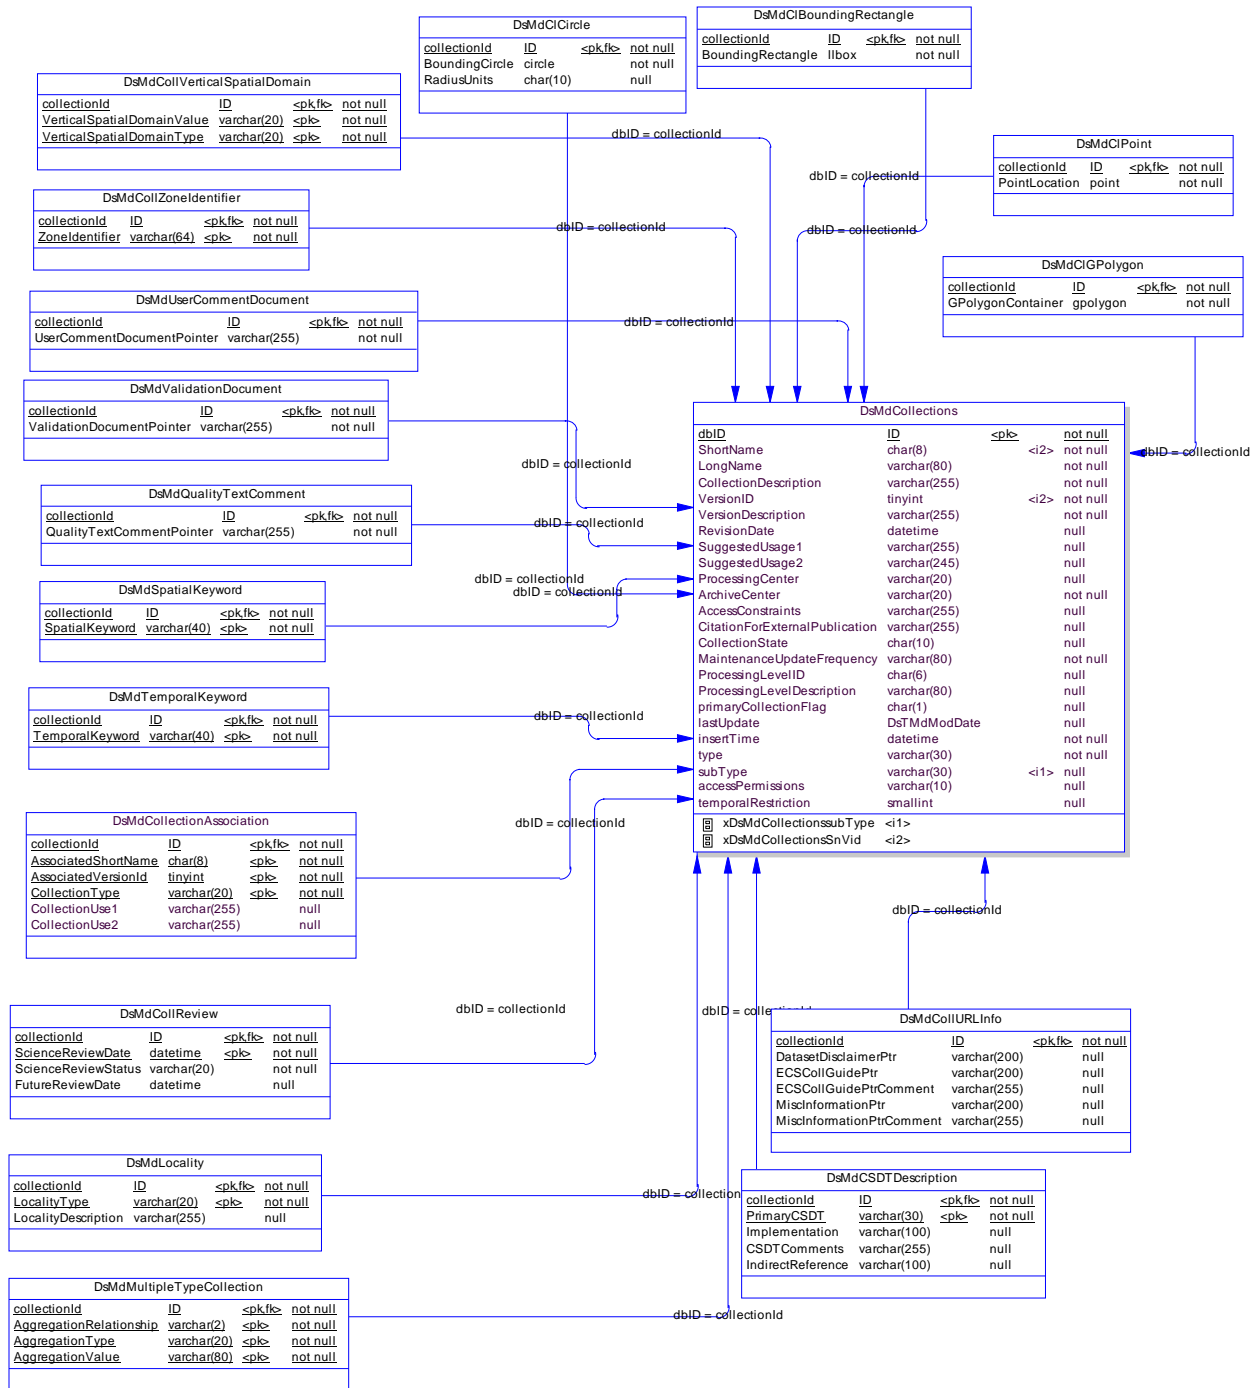 DsMdClCircle
collectionId ID <pk,fk> not null
BoundingCircle circle not null
RadiusUnits char(10) null
DsMdClBoundingRectangle
collectionId ID <pk,fk> not null
BoundingRectangle llbox not null
DsMdCollVerticalSpatialDomain
collectionId ID <pk,fk> not null
VerticalSpatialDomainValue varchar(20) <pk> not null
VerticalSpatialDomainType varchar(20) <pk> not null
dbID = collectionId
DsMdClPoint
collectionId ID <pk,fk> not null
PointLocation point not null
dbID = collectionId
DsMdCollZoneIdentifier
collectionId ID <pk,fk> not null
ZoneIdentifier varchar(64) <pk> not null
dbID = collectionId
dbID = collectionId
DsMdClGPolygon
collectionId ID <pk,fk> not null
GPolygonContainer gpolygon not null
dbID = collectionId
DsMdUserCommentDocument
collectionId ID <pk,fk> not null
UserCommentDocumentPointer varchar(255) not null
dbID = collectionId
DsMdValidationDocument
collectionId ID <pk,fk> not null
ValidationDocumentPointer varchar(255) not null
dbID = collectionId
DsMdQualityTextComment
collectionId ID <pk,fk> not null
QualityTextCommentPointer varchar(255) not null
dbID = collectionId
DsMdSpatialKeyword
collectionId ID <pk,fk> not null
SpatialKeyword varchar(40) <pk> not null
dbID = collectionId
dbID = collectionId
DsMdCollections
dbID ID <pk> not null
ShortName char(8) <i2> not null
LongName varchar(80) not null
CollectionDescription varchar(255) not null
VersionID tinyint <i2> not null
VersionDescription varchar(255) not null
RevisionDate datetime null
SuggestedUsage1 varchar(255) null
SuggestedUsage2 varchar(245) null
ProcessingCenter varchar(20) null
ArchiveCenter varchar(20) not null
AccessConstraints varchar(255) null
CitationForExternalPublication varchar(255) null
CollectionState char(10) null
MaintenanceUpdateFrequency varchar(80) not null
ProcessingLevelID char(6) null
ProcessingLevelDescription varchar(80) null
primaryCollectionFlag char(1) null
lastUpdate DsTMdModDate null
insertTime datetime not null
type varchar(30) not null
subType varchar(30) <i1> null
accessPermissions varchar(10) null
temporalRestriction smallint null
xDsMdCollectionssubType <i1>
xDsMdCollectionsSnVid <i2>
DsMdTemporalKeyword
collectionId ID <pk,fk> not null
TemporalKeyword varchar(40) <pk> not null
dbID = collectionId
DsMdCollectionAssociation
collectionId ID <pk,fk> not null
AssociatedShortName char(8) <pk> not null
AssociatedVersionId tinyint <pk> not null
CollectionType varchar(20) <pk> not null
CollectionUse1 varchar(255) null
CollectionUse2 varchar(255) null
dbID = collectionId
dbID = collectionId
DsMdCollReview
collectionId ID <pk,fk> not null
ScienceReviewDate datetime <pk> not null
ScienceReviewStatus varchar(20) not null
FutureReviewDate datetime null
dbID = collectionId
dbID = collectionId
DsMdCollURLInfo
collectionId ID <pk,fk> not null
DatasetDisclaimerPtr varchar(200) null
ECSCollGuidePtr varchar(200) null
ECSCollGuidePtrComment varchar(255) null
MiscInformationPtr varchar(200) null
MiscInformationPtrComment varchar(255) null
DsMdLocality
collectionId ID <pk,fk> not null
LocalityType varchar(20) <pk> not null
LocalityDescription varchar(255) null
dbID = collection
DsMdCSDTDescription
collectionId ID <pk,fk> not null
PrimaryCSDT varchar(30) <pk> not null
Implementation varchar(100) null
CSDTComments varchar(255) null
IndirectReference varchar(100) null
DsMdMultipleTypeCollection
collectionId ID <pk,fk> not null
AggregationRelationship varchar(2) <pk> not null
AggregationType varchar(20) <pk> not null
AggregationValue varchar(80) <pk> not null
dbID = collectionId